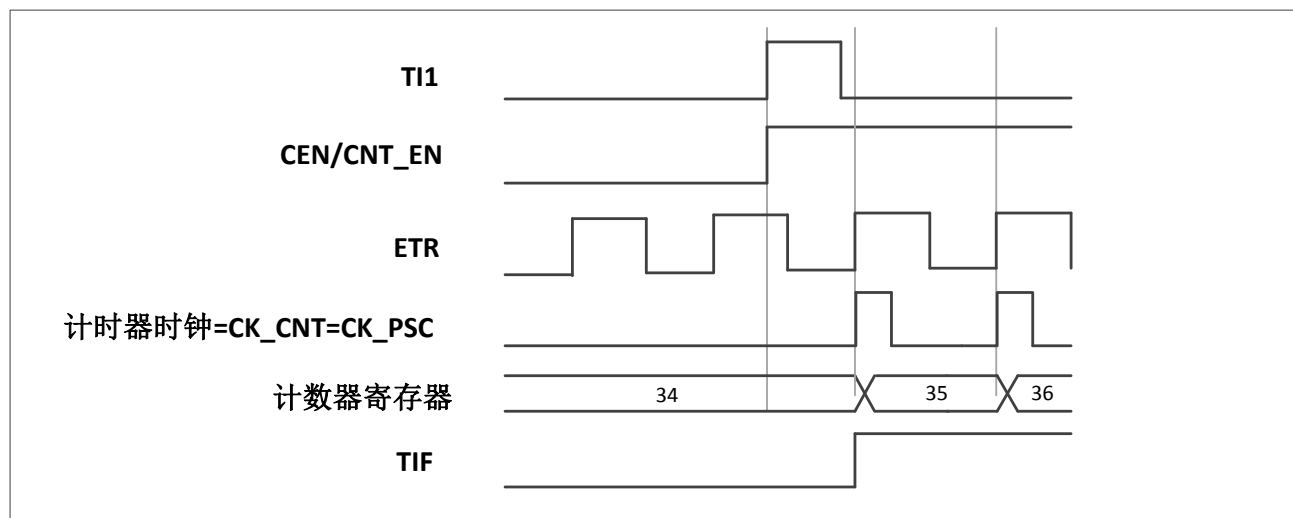 TI1
CEN/CNT_EN
ETR
计时器时钟=CK_CNT=CK_PSC
计数器寄存器
34
35
36
TIF